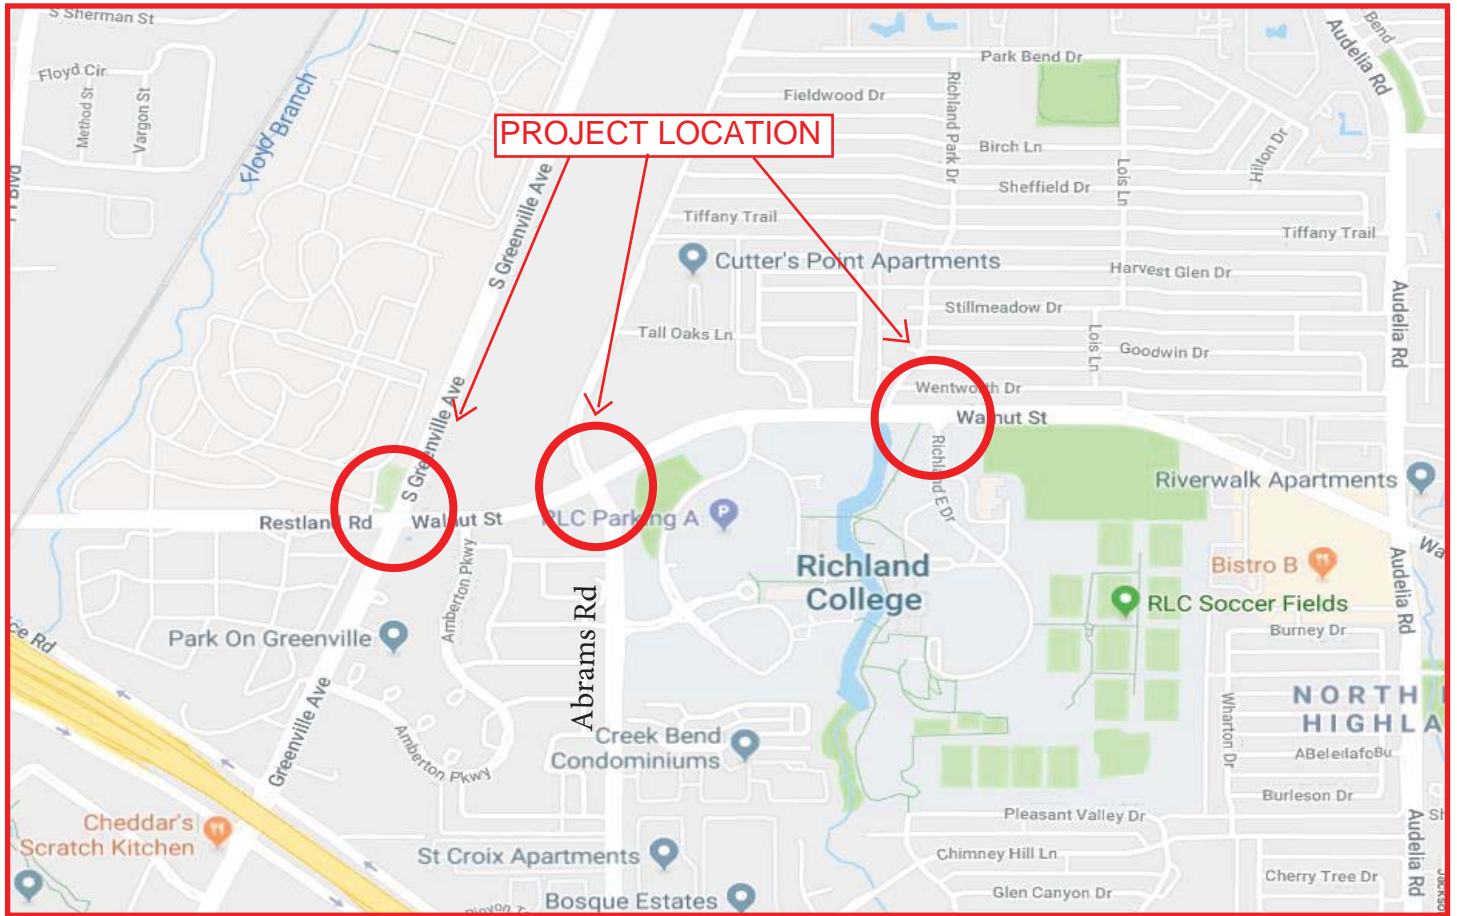 S Sherman St
Floyd Cir
Method St
Vargon St
Floyd Branch
PROJECT LOCATION
S Greenville Ave
Park Bend Dr
Fieldwood Dr
Richland Park Dr
Birch Ln
Sheffield Dr
Lois Ln
Hilton Dr
Audelia Rd
Bend
Tiffany Trail
Tiffany Trail
Cutter's Point Apartments
Harvest Glen Dr
Stillmeadow Dr
Audelia Rd
Tall Oaks Ln
Lois Ln
Goodwin Dr
Wentworth Dr
Walnut St
S Greenville Ave
Richland E Dr
Riverwalk Apartments
Restland Rd
Walnut St
RLC Parking A
P
Wa
Amberton Pkwy
Richland
College
Bistro B
Audelia Rd
RLC Soccer Fields
Burney Dr
Park On Greenville
Abrams Rd
ce Rd
NORTH
HIGHLA
Wharton Dr
Greenville Ave
Amberton Pkwy
Creek Bend
Condominiums
Burleson Dr
Pleasant Valley Dr
Audelia Rd
Sh
Cheddar's
Scratch Kitchen
St Croix Apartments
Chimney Hill Ln
Cherry Tree Dr
Glen Canyon Dr
Bosque Estates
Jackso